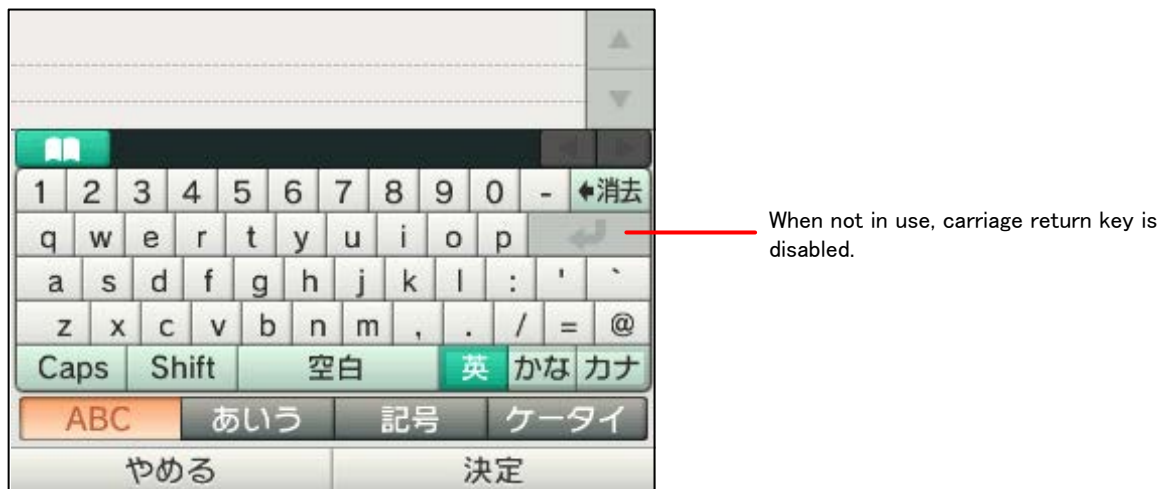 1 2 3 4 5 6 7 8 9 0 - 消去
q w e r t y u i o p
a s d f g h j k l : ' `
z x c v b n m , . / = @
Caps Shift 空白 英 かな カナ
ABC あいう 記号 ケータイ
やめる 決定
When not in use, carriage return key is
disabled.